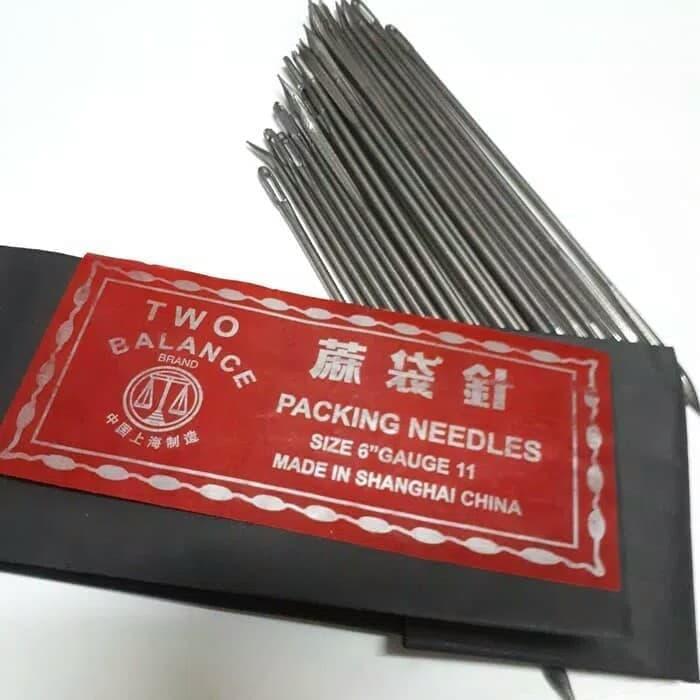 TWO
BALANCE
BRAND
中国上海制造
蔴袋針
PACKING NEEDLES
SIZE 6"GAUGE 11
MADE IN SHANGHAI CHINA